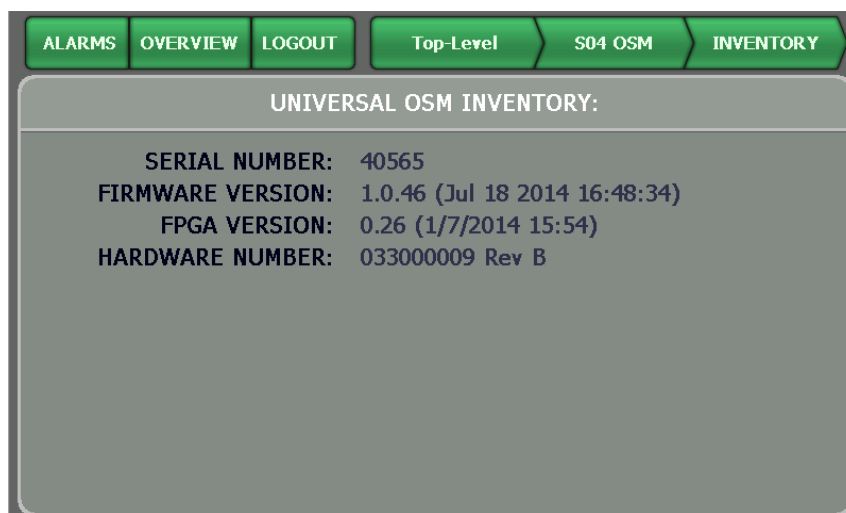 ALARMS OVERVIEW LOGOUT Top-Level S04 OSM INVENTORY
UNIVERSAL OSM INVENTORY:
SERIAL NUMBER: 40565
FIRMWARE VERSION: 1.0.46 (Jul 18 2014 16:48:34)
FPGA VERSION: 0.26 (1/7/2014 15:54)
HARDWARE NUMBER: 033000009 Rev B